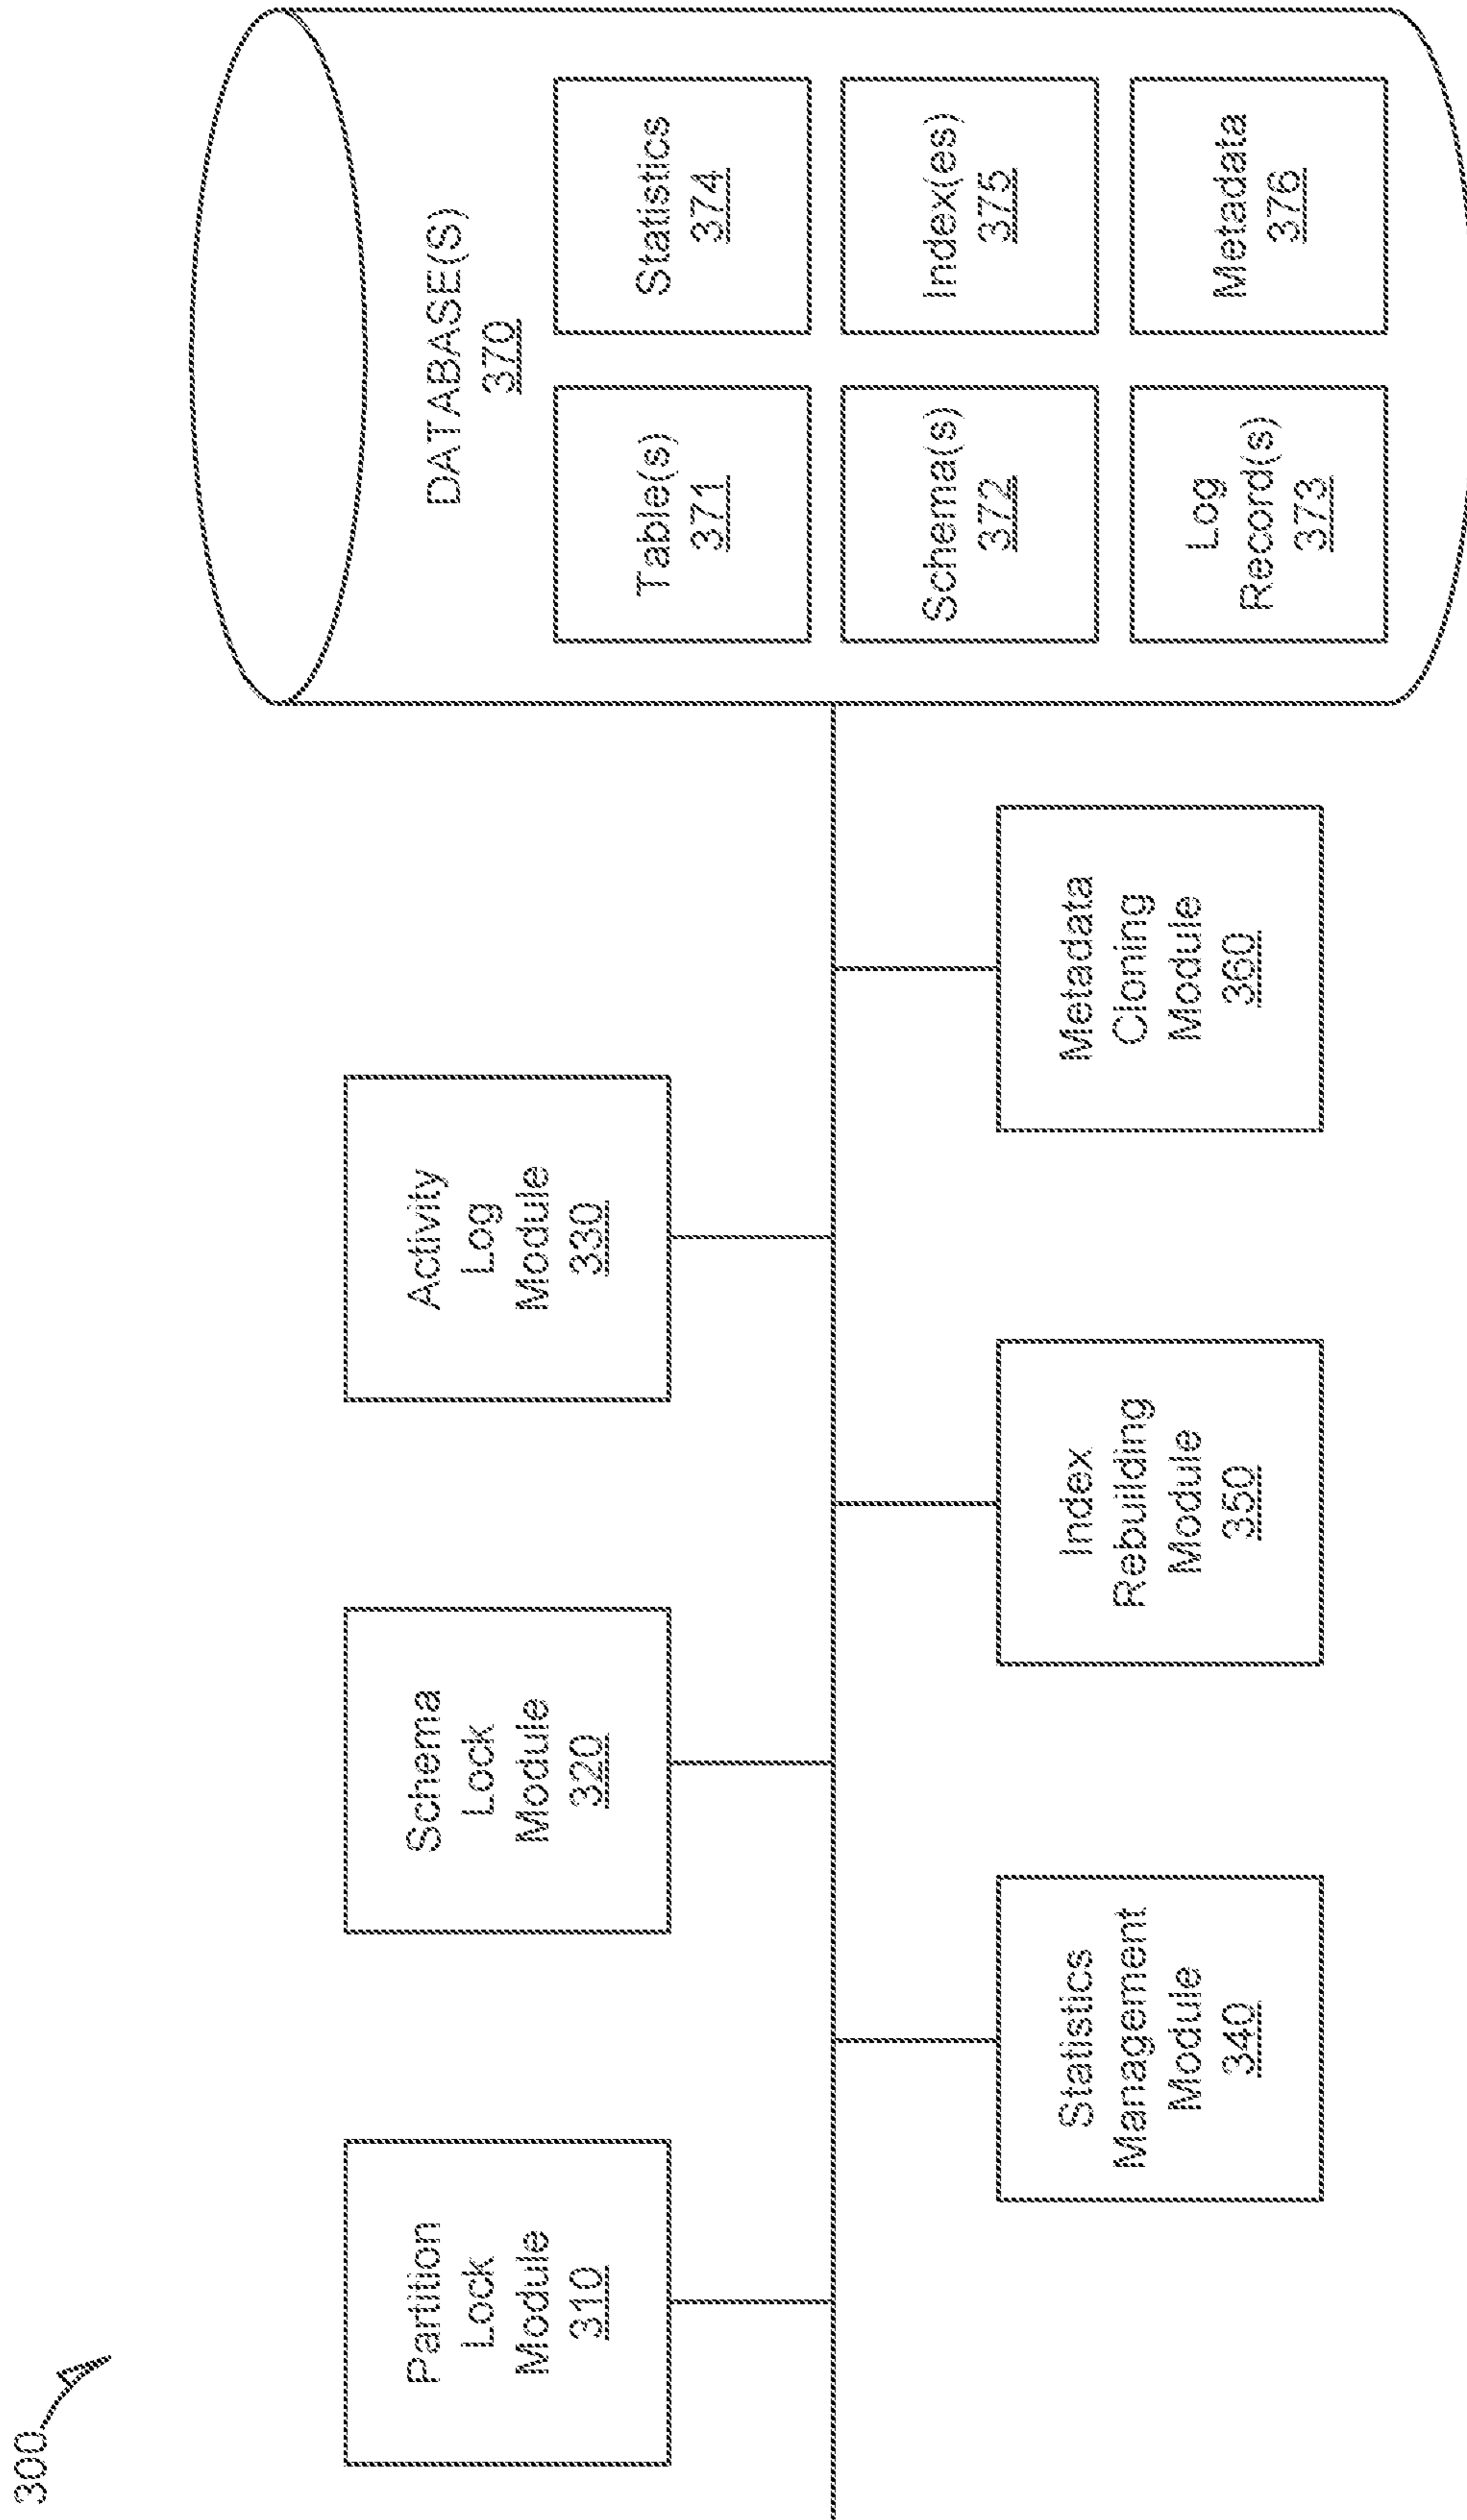 300
Partition
Lock
Module
310
Schema
Lock
Module
320
Activity
Log
Module
330
Statistics
Management
Module
340
Index
Rebuilding
Module
350
Metadata
Cloning
Module
360
DATABASE(S)
370
Table(s)
371
Statistics
374
Schema(s)
372
Index(es)
375
Log
Record(s)
373
Metadata
376